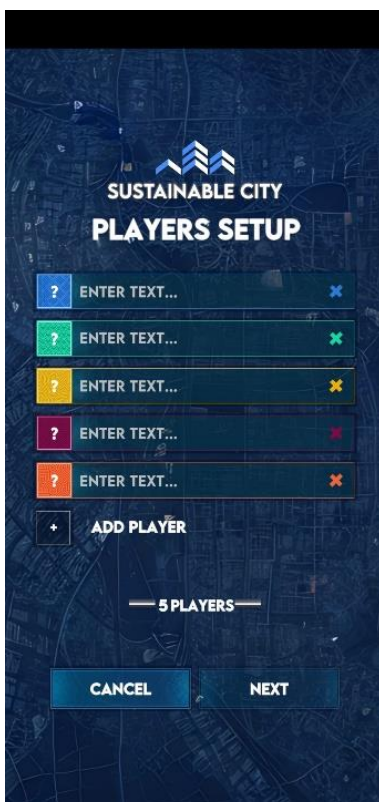 SUSTAINABLE CITY
PLAYERS SETUP
? ENTER TEXT... ×
? ENTER TEXT... ×
? ENTER TEXT... ×
? ENTER TEXT... ×
? ENTER TEXT... ×
+ ADD PLAYER
5 PLAYERS
CANCEL NEXT